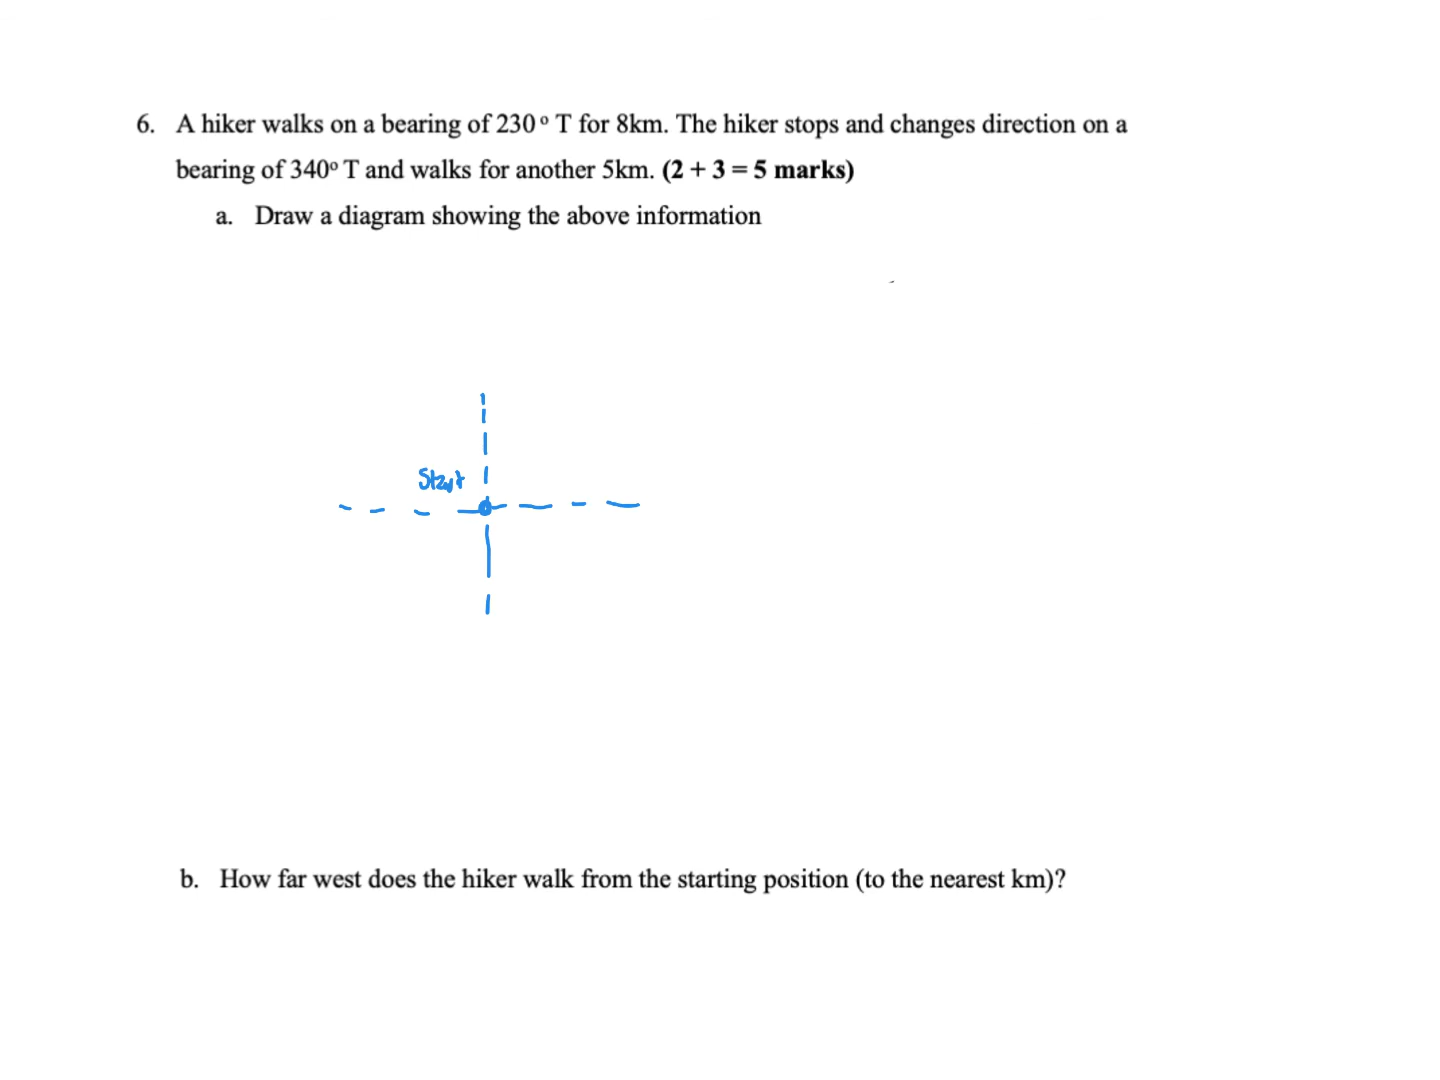 6. A hiker walks on a bearing of 230° T for 8km. The hiker stops and changes direction on a
bearing of 340° T and walks for another 5km. (2 + 3 = 5 marks)
a. Draw a diagram showing the above information
Start
b. How far west does the hiker walk from the starting position (to the nearest km)?